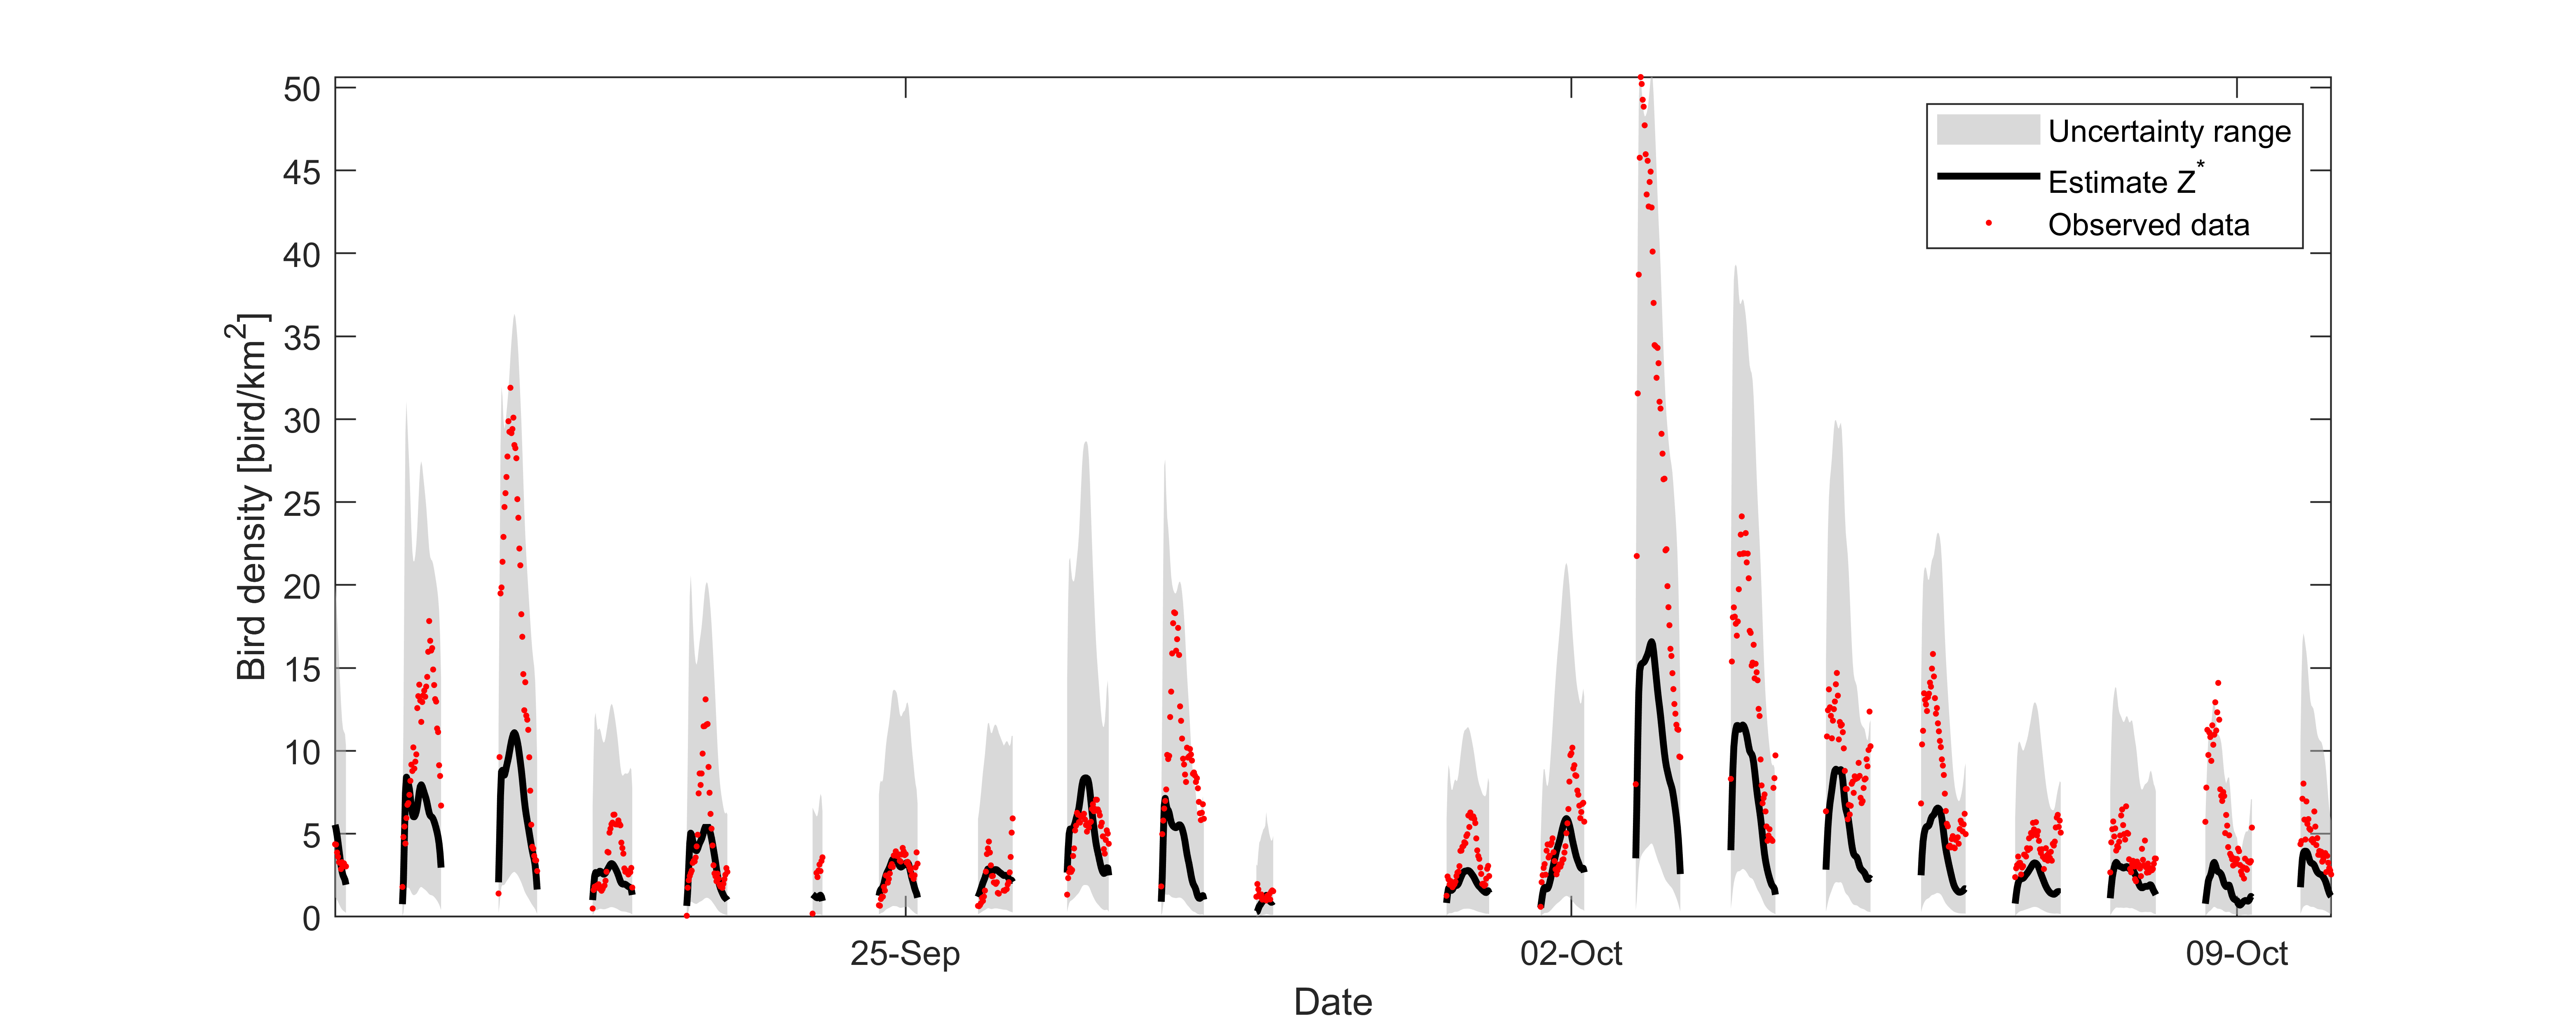 50
45
40
35
30
25
20
15
10
5
0
Bird density [bird/km²]
Uncertainty range
Estimate Z*
Observed data
25-Sep
02-Oct
09-Oct
Date